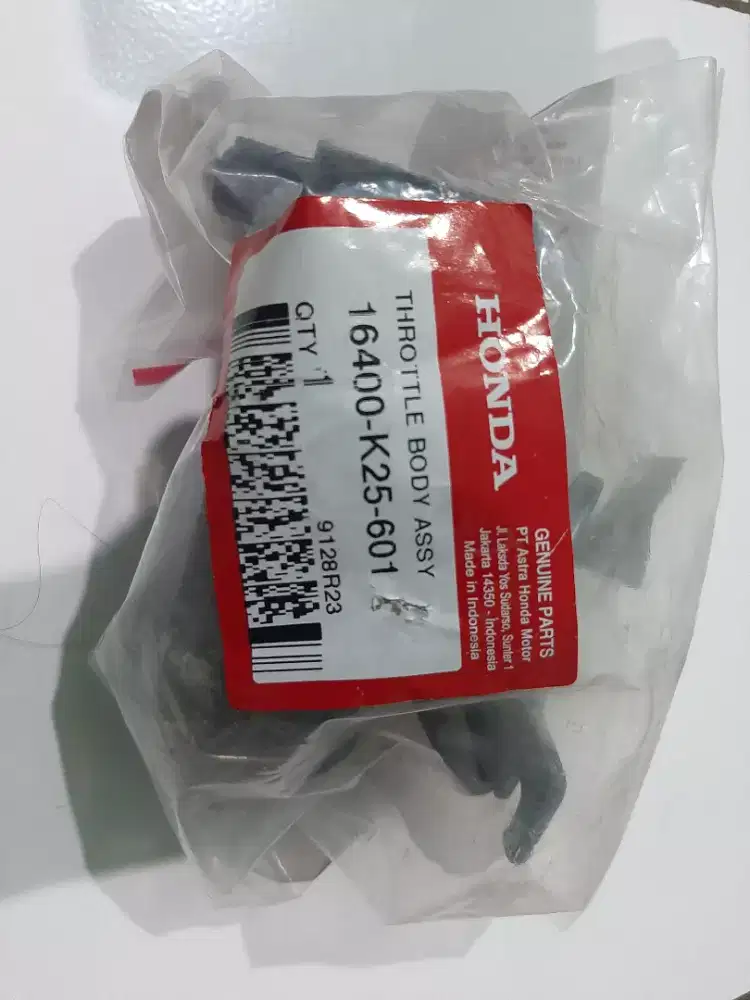 HONDA
GENUINE PARTS
PT Astra Honda Motor
Jl. Laksda Yos Sudarso, Sunter 1
Jakarta 14350 - Indonesia
Made in Indonesia
THROTTLE BODY ASSY
16400-K25-601
QTY 1
9128R23